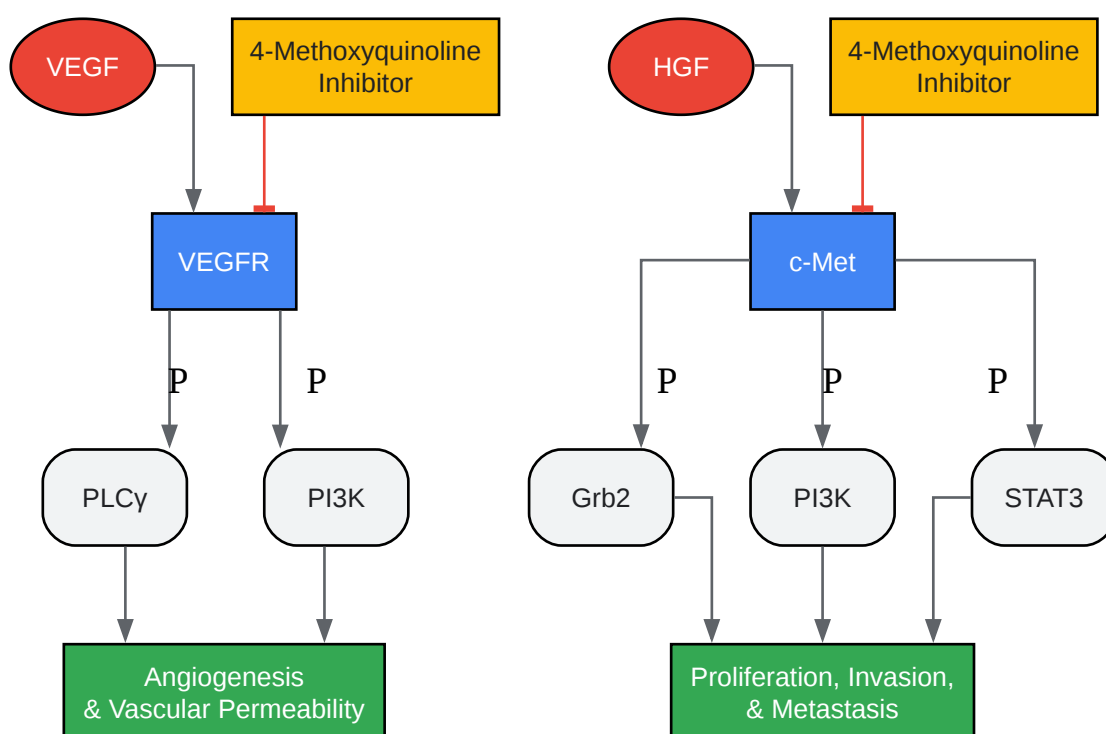 VEGF
4-Methoxyquinoline
Inhibitor
HGF
4-Methoxyquinoline
Inhibitor
VEGFR
c-Met
P
P
P
P
P
PLCγ
PI3K
Grb2
PI3K
STAT3
Angiogenesis
& Vascular Permeability
Proliferation, Invasion,
& Metastasis